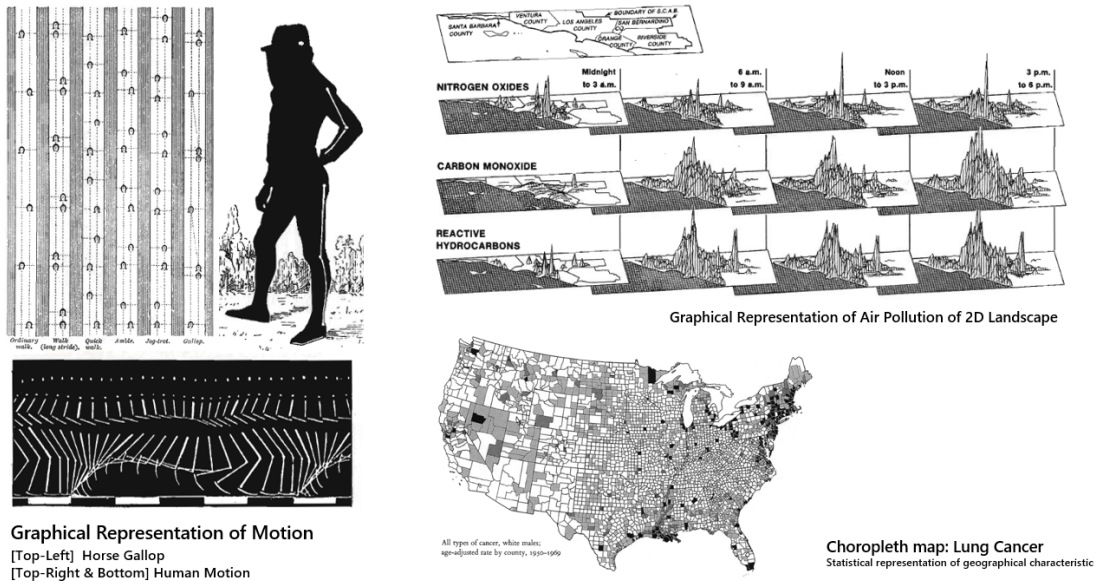 Ordinary walk.
Walk (long stride).
Quick walk.
Amble.
Jog-trot.
Gallop.
Graphical Representation of Motion
[Top-Left] Horse Gallop
[Top-Right & Bottom] Human Motion
SANTA BARBARA COUNTY
VENTURA COUNTY
LOS ANGELES COUNTY
BOUNDARY OF S.C.A.B.
SAN BERNARDINO CO.
ORANGE COUNTY
RIVERSIDE COUNTY
Midnight to 3 a.m.
6 a.m. to 9 a.m.
Noon to 3 p.m.
3 p.m. to 6 p.m.
NITROGEN OXIDES
CARBON MONOXIDE
REACTIVE
HYDROCARBONS
Graphical Representation of Air Pollution of 2D Landscape
All types of cancer, white males;
age-adjusted rate by county, 1950–1969
Choropleth map: Lung Cancer
Statistical representation of geographical characteristic